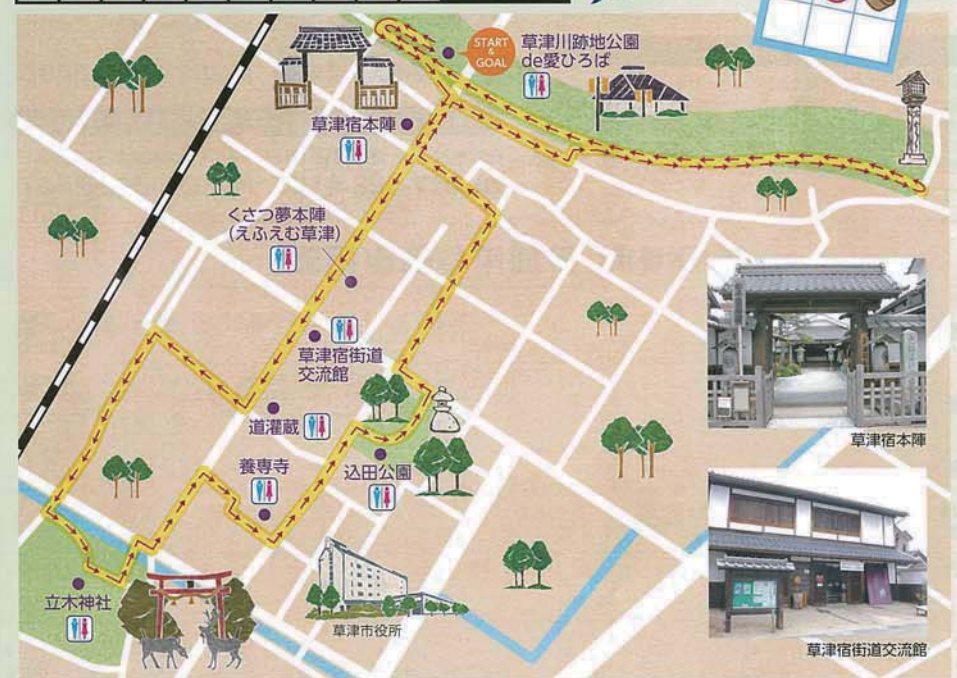 START
&
GOAL
草津川跡地公園
de愛ひろば
草津宿本陣
くさつ夢本陣
(えふえむ草津)
草津宿街道
交流館
道灌蔵
養専寺
込田公園
立木神社
草津市役所
草津宿本陣
草津宿街道交流館